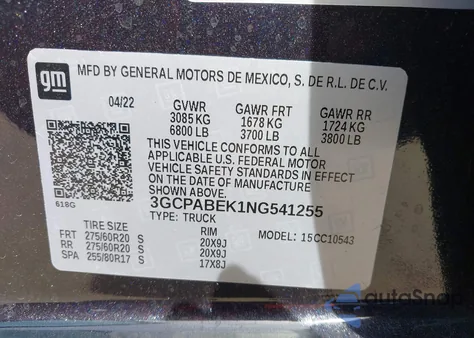 gm
MFD BY GENERAL MOTORS DE MEXICO, S. DE R.L. DE C.V.
04/22 GVWR GAWR FRT GAWR RR
3085 KG 1678 KG 1724 KG
6800 LB 3700 LB 3800 LB
THIS VEHICLE CONFORMS TO ALL
APPLICABLE U.S. FEDERAL MOTOR
VEHICLE SAFETY STANDARDS IN EFFECT
ON THE DATE OF MANUFACTURE
618G 3GCPABEK1NG541255
TYPE: TRUCK MODEL: 15CC10543
TIRE SIZE RIM
FRT 275/60R20 S 20X9J
RR 275/60R20 S 20X9J
SPA 255/80R17 S 17X8J
autoSnap